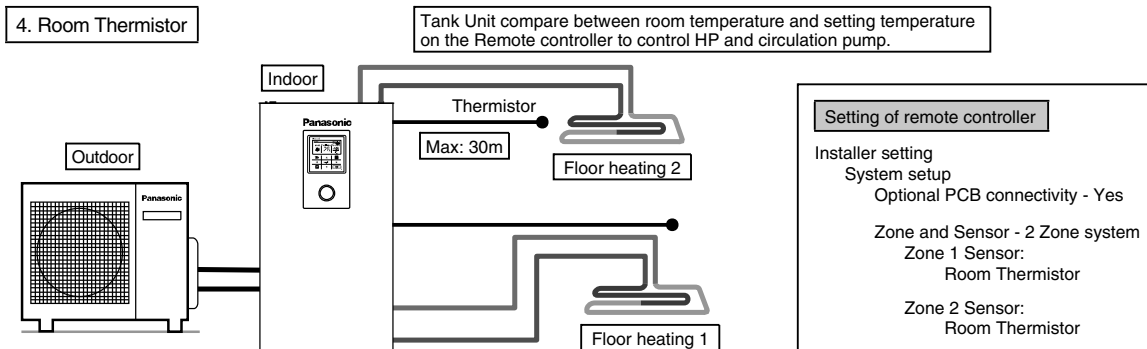 4. Room Thermistor
Tank Unit compare between room temperature and setting temperature
on the Remote controller to control HP and circulation pump.
Indoor
Panasonic
Thermistor
Max: 30m
Floor heating 2
Outdoor
Panasonic
Floor heating 1
Setting of remote controller
Installer setting
System setup
Optional PCB connectivity - Yes
Zone and Sensor - 2 Zone system
Zone 1 Sensor:
Room Thermistor
Zone 2 Sensor:
Room Thermistor